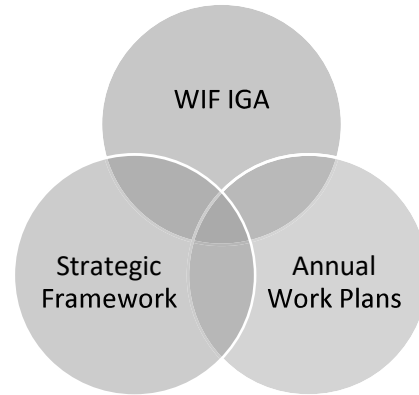 WIF IGA
Strategic
Framework
Annual
Work Plans